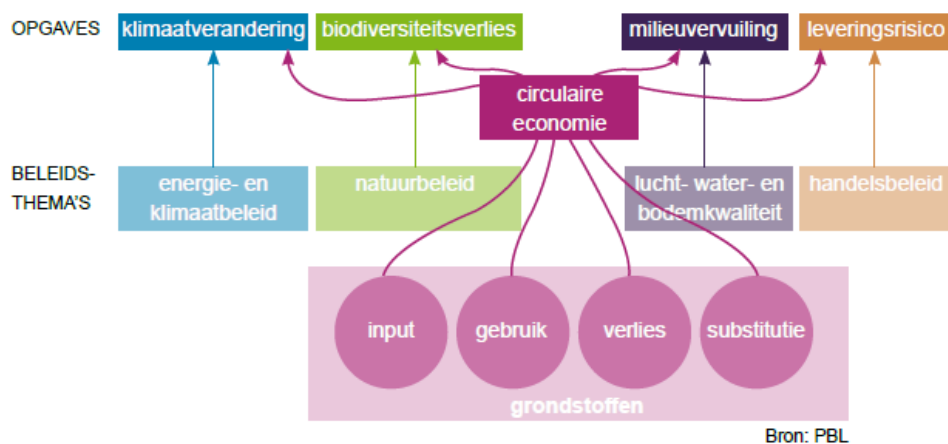 OPGAVES
klimaatverandering
biodiversiteitsverlies
milieuvervuiling
leveringsrisico
circulaire
economie
BELEIDS-
THEMA'S
energie- en
klimaatbeleid
natuurbeleid
lucht- water- en
bodemkwaliteit
handelsbeleid
input
gebruik
verlies
substitutie
grondstoffen
Bron: PBL